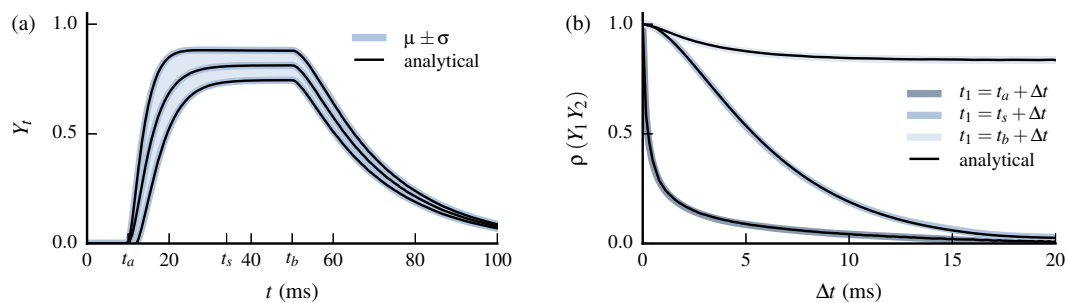 (a)
1.0
0.5
0.0
Y_t
μ ± σ
analytical
0 t_a 20 t_s 40 t_b 60 80 100
t (ms)
(b)
1.0
0.5
0.0
ρ (Y_1 Y_2)
t_1 = t_a + Δt
t_1 = t_s + Δt
t_1 = t_b + Δt
analytical
0 5 10 15 20
Δt (ms)